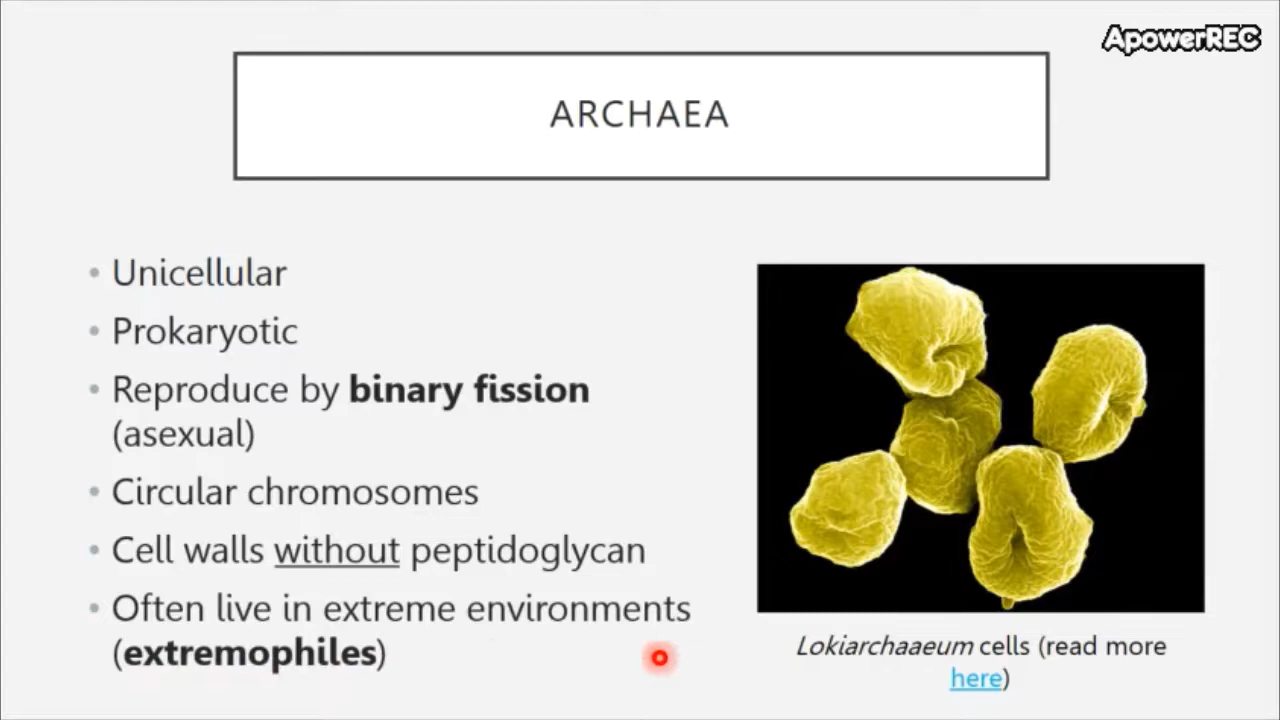 ApowerREC
ARCHAEA
• Unicellular
• Prokaryotic
• Reproduce by binary fission
(asexual)
• Circular chromosomes
• Cell walls without peptidoglycan
• Often live in extreme environments
(extremophiles)
Lokiarchaaeum cells (read more
here)